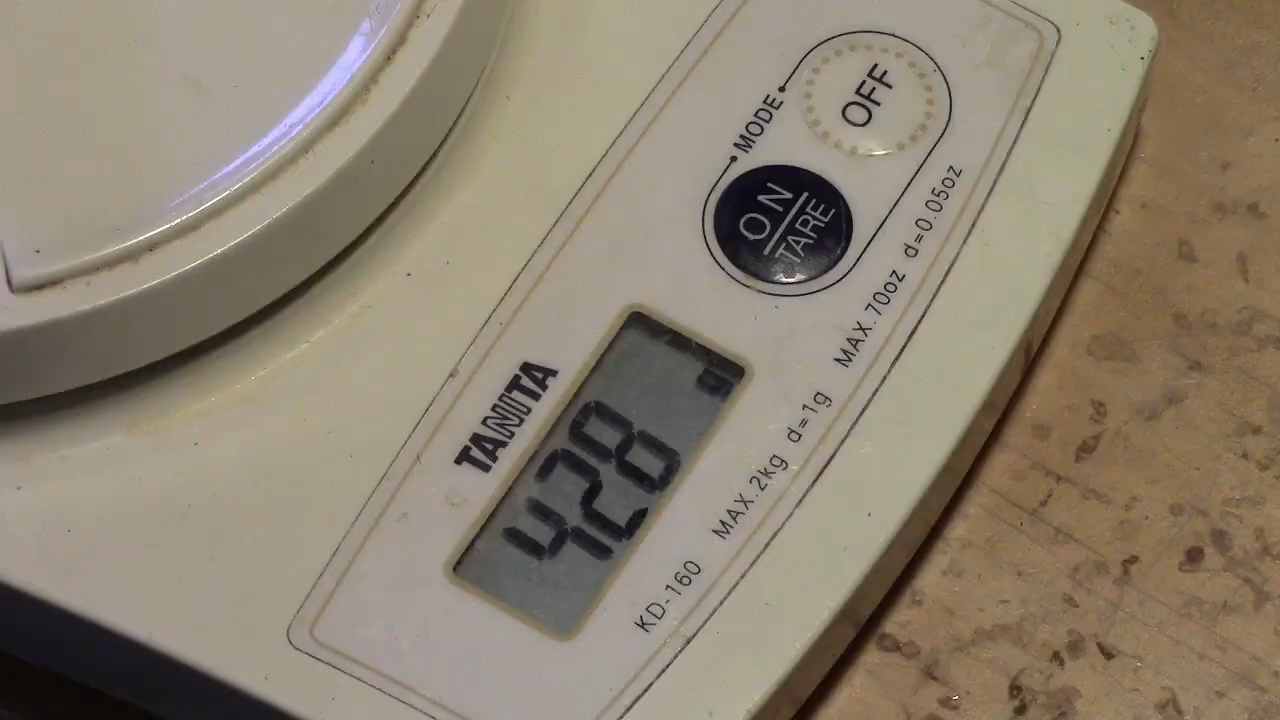 OFF
MODE
ON
TARE
TANITA
428 g
KD-160 MAX.2kg d=1g MAX.70oz d=0.05oz